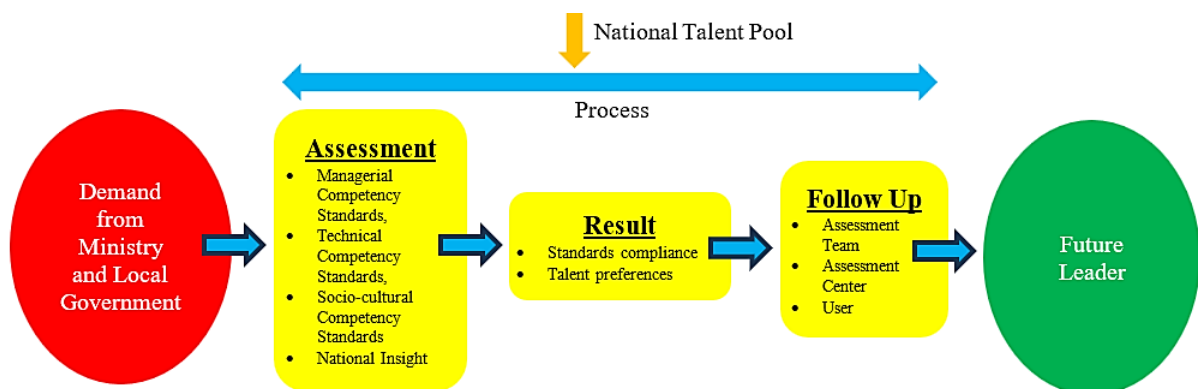 National Talent Pool
Process
Demand
from
Ministry
and Local
Government
Assessment
• Managerial
Competency
Standards,
• Technical
Competency
Standards,
• Socio-cultural
Competency
Standards
• National Insight
Result
• Standards compliance
• Talent preferences
Follow Up
• Assessment
Team
• Assessment
Center
• User
Future
Leader